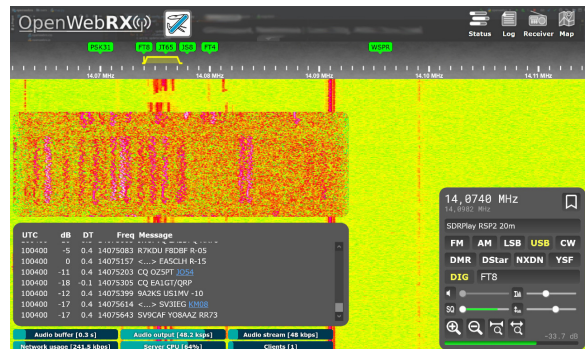 OpenWebRX
Status Log Receiver Map
PSK31 FT8 JT65 JS8 FT4 WSPR
14.07 MHz 14.08 MHz 14.09 MHz 14.10 MHz 14.11 MHz
14,0740 MHz
14,0982 MHz
SDRPlay RSP2 20m
FM AM LSB USB CW
DMR DStar NXDN YSF
DIG FT8
SQ
-33.7 dB
UTC dB DT Freq Message
100400 -5 0 14075083 R7KDU F8DBF R-05
100400 0 0.4 14075157 <...> EA5CLH R-15
100400 -11 0.4 14075203 CQ OZ5PT JO54
100400 -18 -0.1 14075305 CQ EA1GT/QRP
100400 -12 0.4 14075399 9A2KS US1MV -10
100400 -17 0.4 14075614 <...> SV3IEG KM08
100400 -17 0.4 14075643 SV9CAF YO8AAZ RR73
Audio buffer [0.3 s] Audio output [48.2 ksps] Audio stream [48 kbps]
Network usage [241.5 kbps] Server CPU [64%] Clients [1]